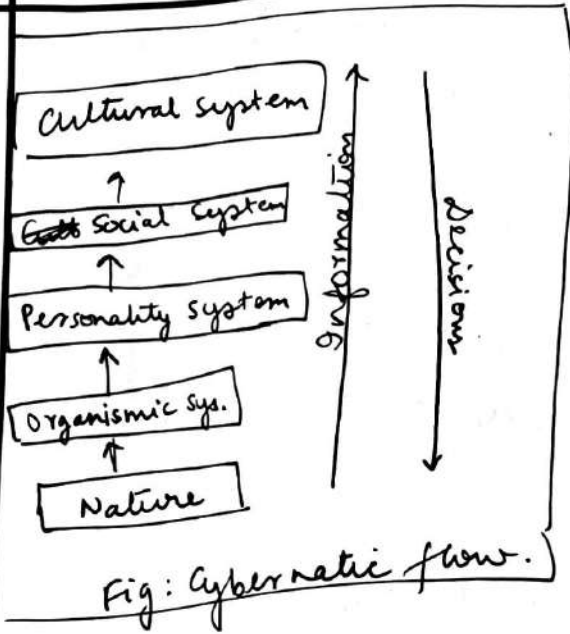 Cultural system
Social system
Personality system
Organismic sys.
Nature
Information
Decisions
Fig: Cybernatic flow.